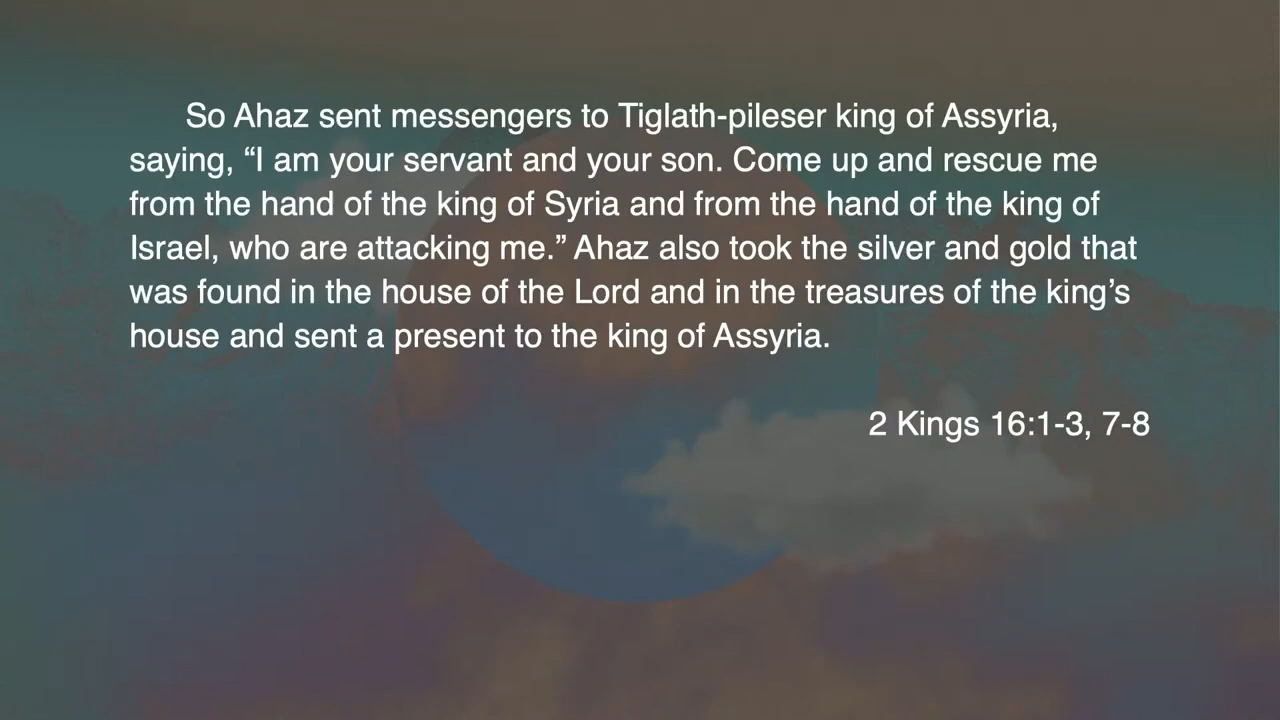 So Ahaz sent messengers to Tiglath-pileser king of Assyria,
saying, “I am your servant and your son. Come up and rescue me
from the hand of the king of Syria and from the hand of the king of
Israel, who are attacking me.” Ahaz also took the silver and gold that
was found in the house of the Lord and in the treasures of the king’s
house and sent a present to the king of Assyria.
2 Kings 16:1-3, 7-8